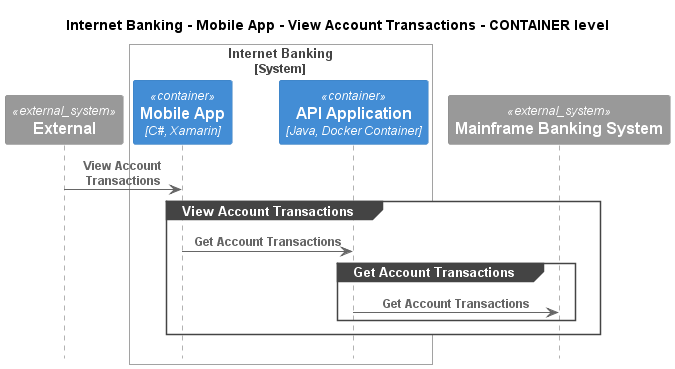 Internet Banking - Mobile App - View Account Transactions - CONTAINER level
Internet Banking
[System]
«external_system»
External
«container»
Mobile App
[C#, Xamarin]
«container»
API Application
[Java, Docker Container]
«external_system»
Mainframe Banking System
View Account
Transactions
View Account Transactions
Get Account Transactions
Get Account Transactions
Get Account Transactions